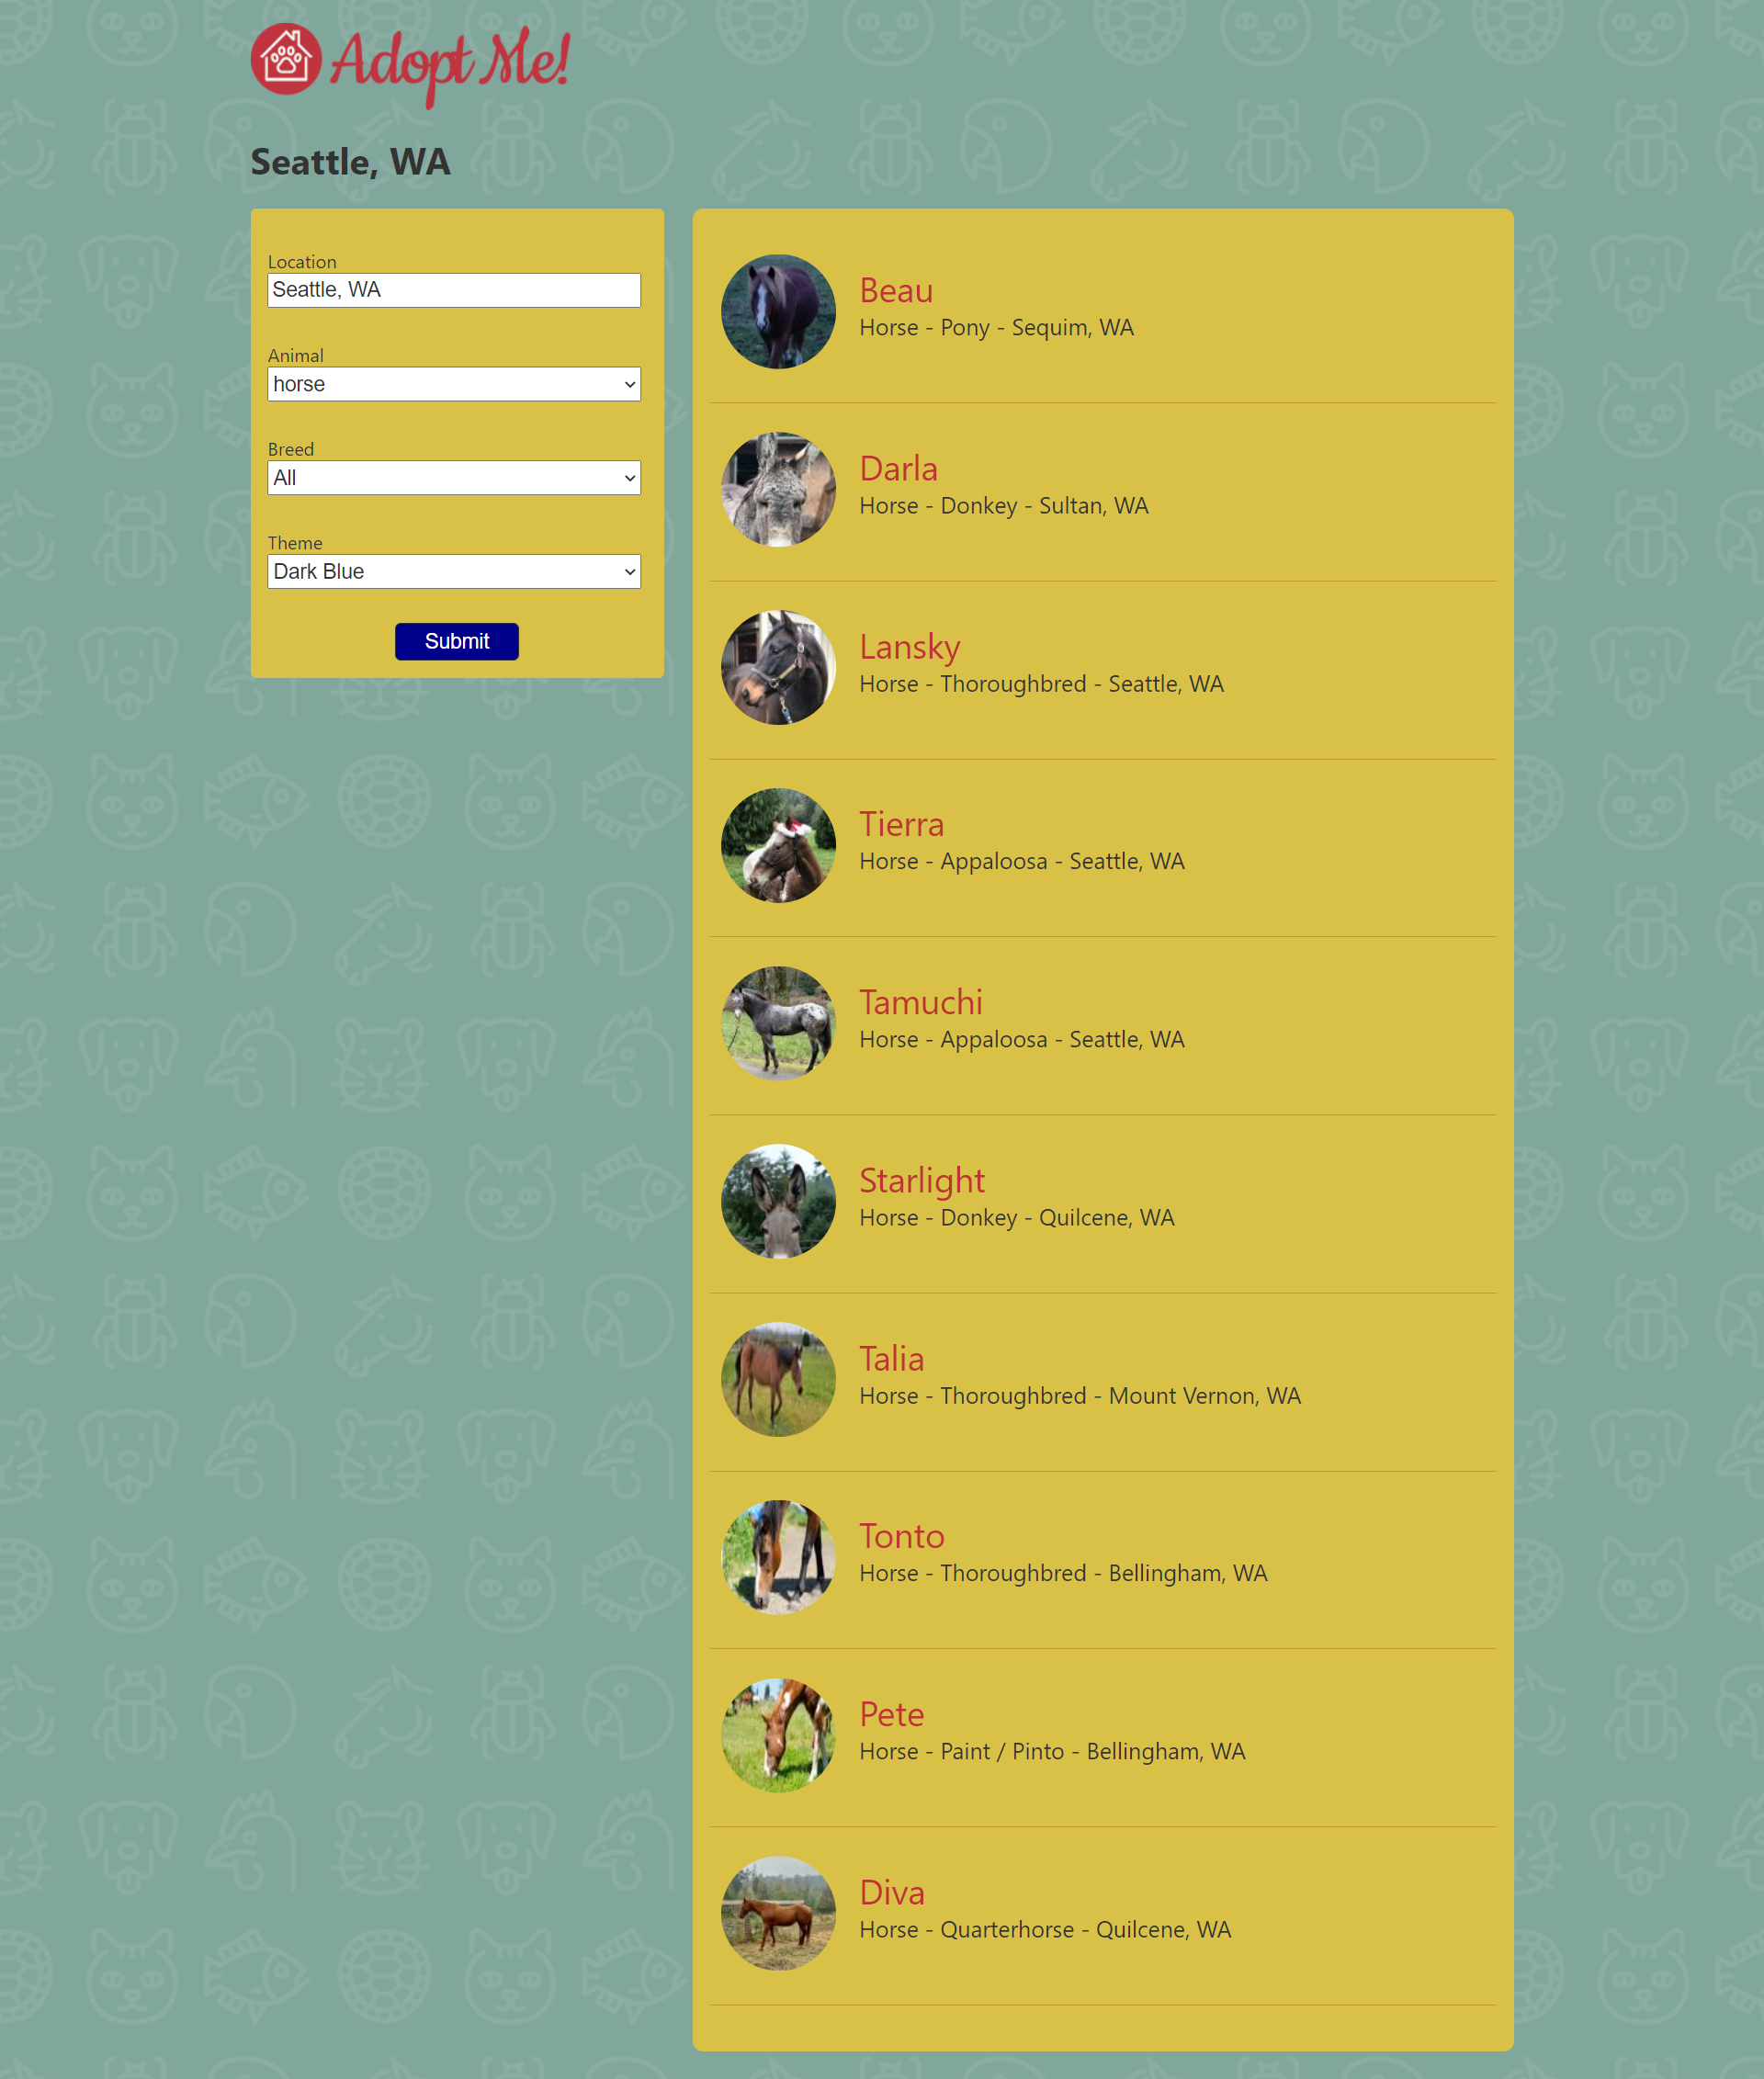 Adopt Me!
Seattle, WA
Location
Seattle, WA
Animal
horse
Breed
All
Theme
Dark Blue
Submit
Beau
Horse - Pony - Sequim, WA
Darla
Horse - Donkey - Sultan, WA
Lansky
Horse - Thoroughbred - Seattle, WA
Tierra
Horse - Appaloosa - Seattle, WA
Tamuchi
Horse - Appaloosa - Seattle, WA
Starlight
Horse - Donkey - Quilcene, WA
Talia
Horse - Thoroughbred - Mount Vernon, WA
Tonto
Horse - Thoroughbred - Bellingham, WA
Pete
Horse - Paint / Pinto - Bellingham, WA
Diva
Horse - Quarterhorse - Quilcene, WA